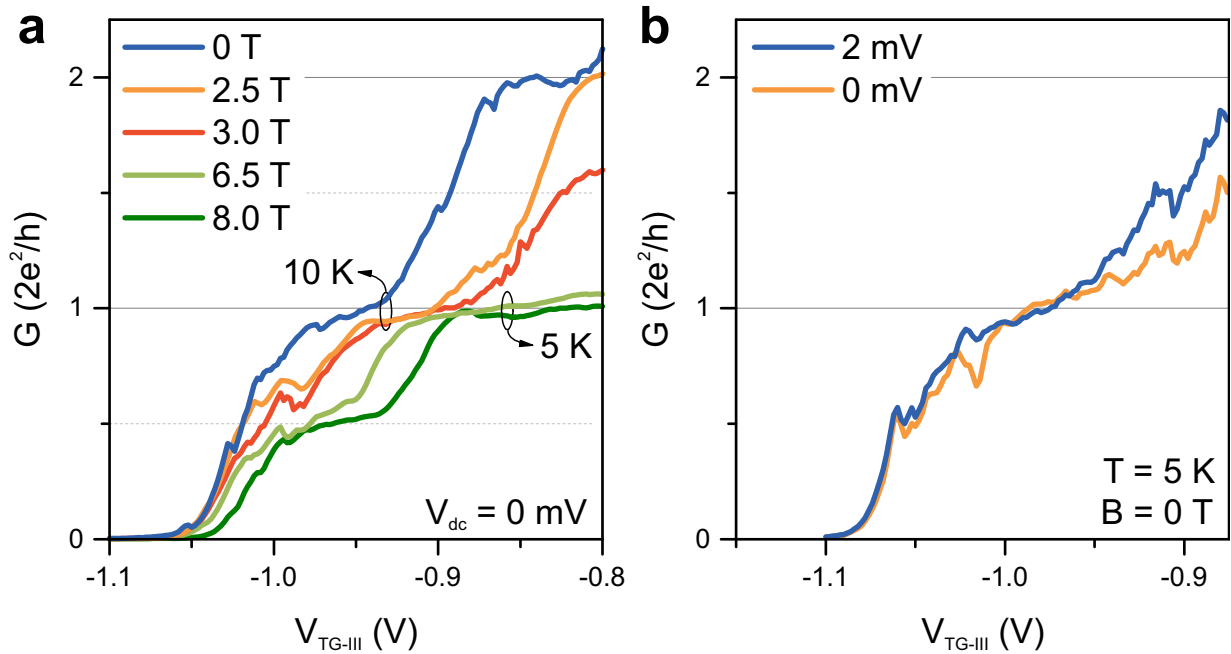 a
0 T
2.5 T
3.0 T
6.5 T
8.0 T
10 K
5 K
V_dc = 0 mV
G (2e²/h)
2
1
0
-1.1
-1.0
-0.9
-0.8
V_TG-III (V)
b
2 mV
0 mV
T = 5 K
B = 0 T
G (2e²/h)
2
1
0
-1.1
-1.0
-0.9
V_TG-III (V)